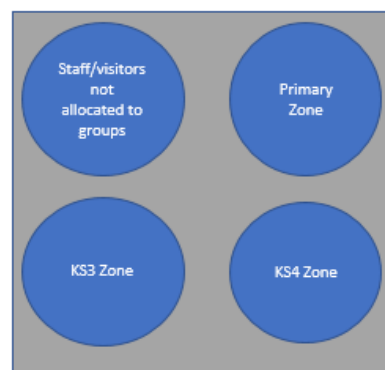 Staff/visitors
not
allocated to
groups
Primary
Zone
KS3 Zone
KS4 Zone